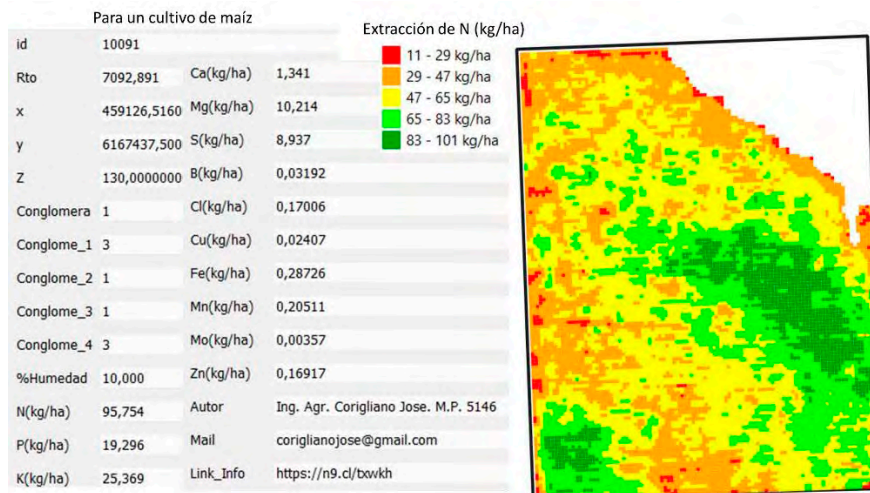 Para un cultivo de maíz
id 10091
Rto 7092,891 Ca(kg/ha) 1,341
x 459126,5160 Mg(kg/ha) 10,214
y 6167437,500 S(kg/ha) 8,937
Z 130,0000000 B(kg/ha) 0,03192
Conglomera 1 Cl(kg/ha) 0,17006
Conglome_1 3 Cu(kg/ha) 0,02407
Conglome_2 1 Fe(kg/ha) 0,28726
Conglome_3 1 Mn(kg/ha) 0,20511
Conglome_4 3 Mo(kg/ha) 0,00357
%Humedad 10,000 Zn(kg/ha) 0,16917
N(kg/ha) 95,754 Autor Ing. Agr. Corigliano Jose. M.P. 5146
P(kg/ha) 19,296 Mail coriglianojose@gmail.com
K(kg/ha) 25,369 Link_Info https://n9.cl/txwkh
Extracción de N (kg/ha)
11 - 29 kg/ha
29 - 47 kg/ha
47 - 65 kg/ha
65 - 83 kg/ha
83 - 101 kg/ha